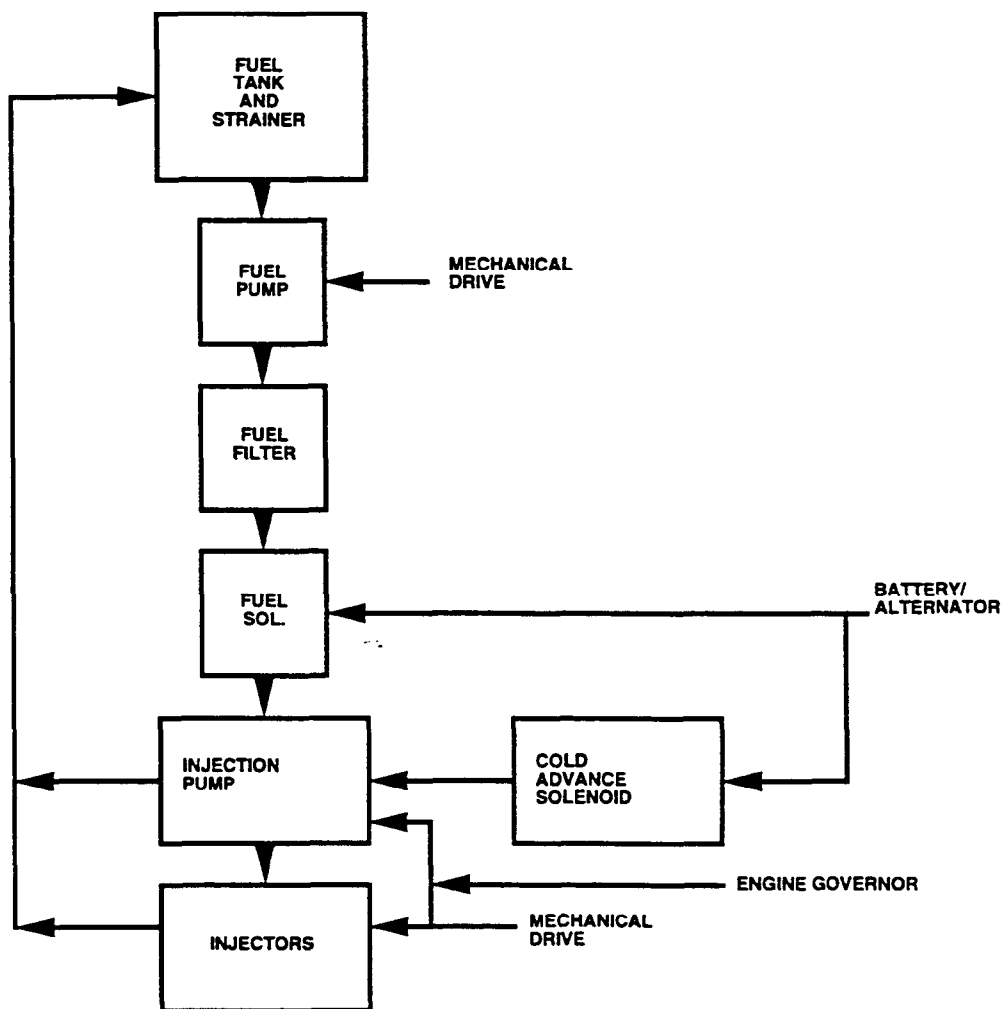 FUEL
TANK
AND
STRAINER
FUEL
PUMP
MECHANICAL
DRIVE
FUEL
FILTER
FUEL
SOL.
BATTERY/
ALTERNATOR
INJECTION
PUMP
COLD
ADVANCE
SOLENOID
ENGINE GOVERNOR
INJECTORS
MECHANICAL
DRIVE